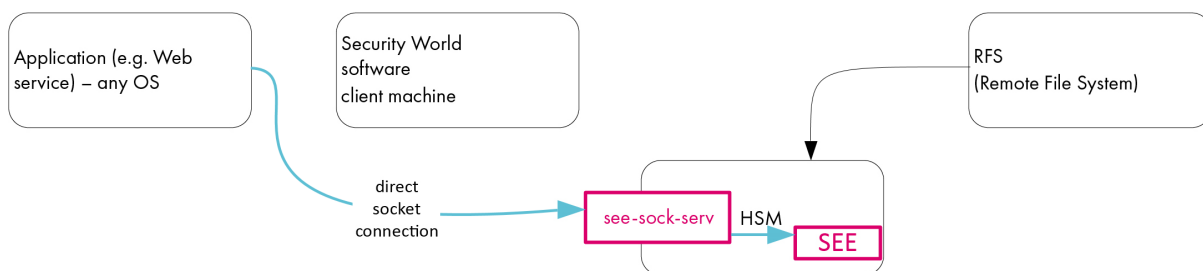 Application (e.g. Web
service) – any OS
Security World
software
client machine
RFS
(Remote File System)
direct
socket
connection
see-sock-serv
HSM
SEE